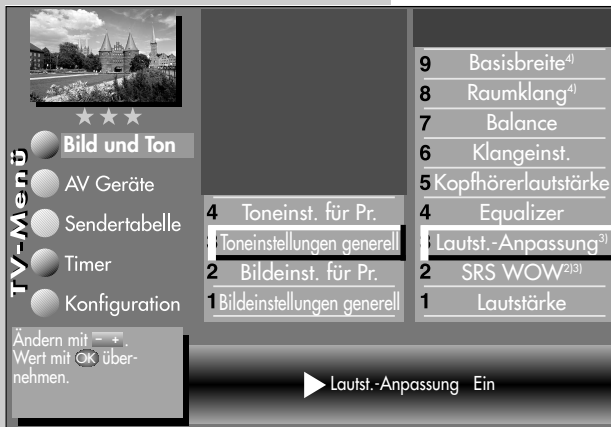 TV-Menü
Bild und Ton
AV Geräte
Sendertabelle
Timer
Konfiguration
Ändern mit - + .
Wert mit OK über-
nehmen.
4 Toneinst. für Pr.
3 Toneinstellungen generell
2 Bildeinst. für Pr.
1 Bildeinstellungen generell
9 Basisbreite4)
8 Raumklang4)
7 Balance
6 Klangeinst.
5 Kopfhörerlautstärke
4 Equalizer
3 Lautst.-Anpassung3)
2 SRS WOW2)3)
1 Lautstärke
Lautst.-Anpassung Ein